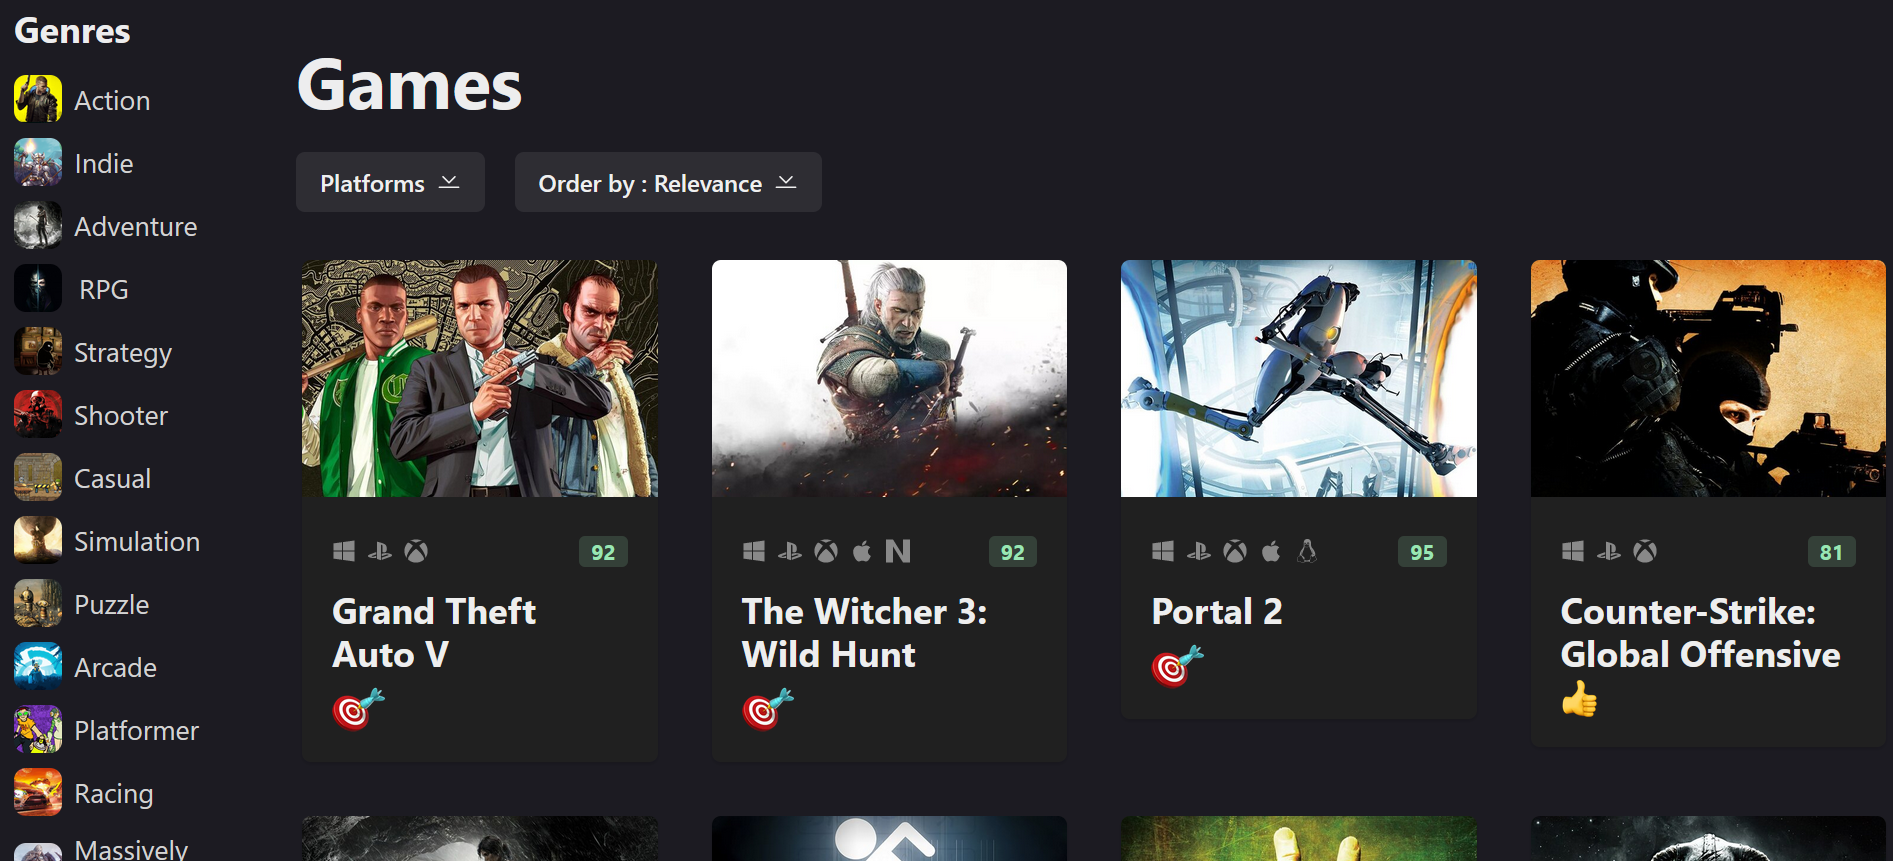 Genres
Action
Indie
Adventure
RPG
Strategy
Shooter
Casual
Simulation
Puzzle
Arcade
Platformer
Racing
Massively
Games
Platforms
Order by : Relevance
92
Grand Theft
Auto V
92
The Witcher 3:
Wild Hunt
95
Portal 2
81
Counter-Strike:
Global Offensive